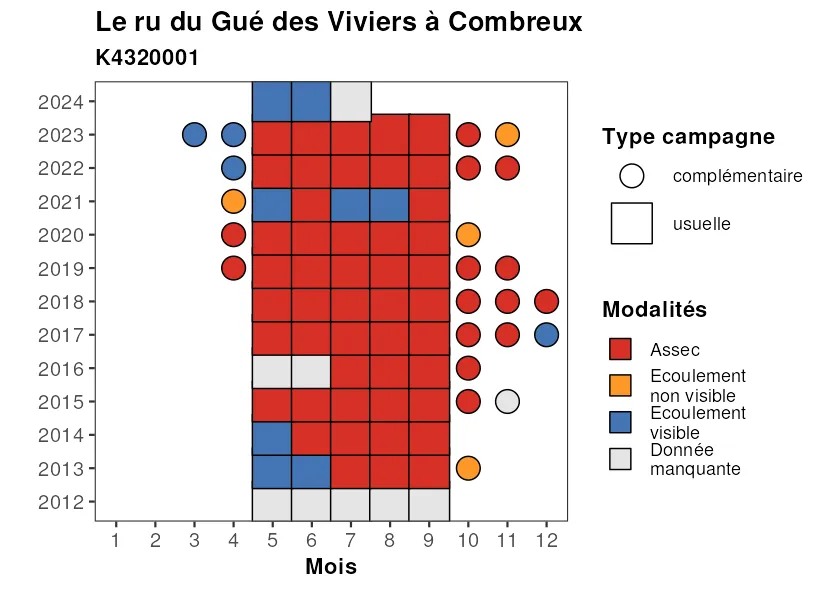 Le ru du Gué des Viviers à Combreux
K4320001
2024
2023
2022
2021
2020
2019
2018
2017
2016
2015
2014
2013
2012
1 2 3 4 5 6 7 8 9 10 11 12
Mois
Type campagne
complémentaire
usuelle
Modalités
Assec
Ecoulement
non visible
Ecoulement
visible
Donnée
manquante